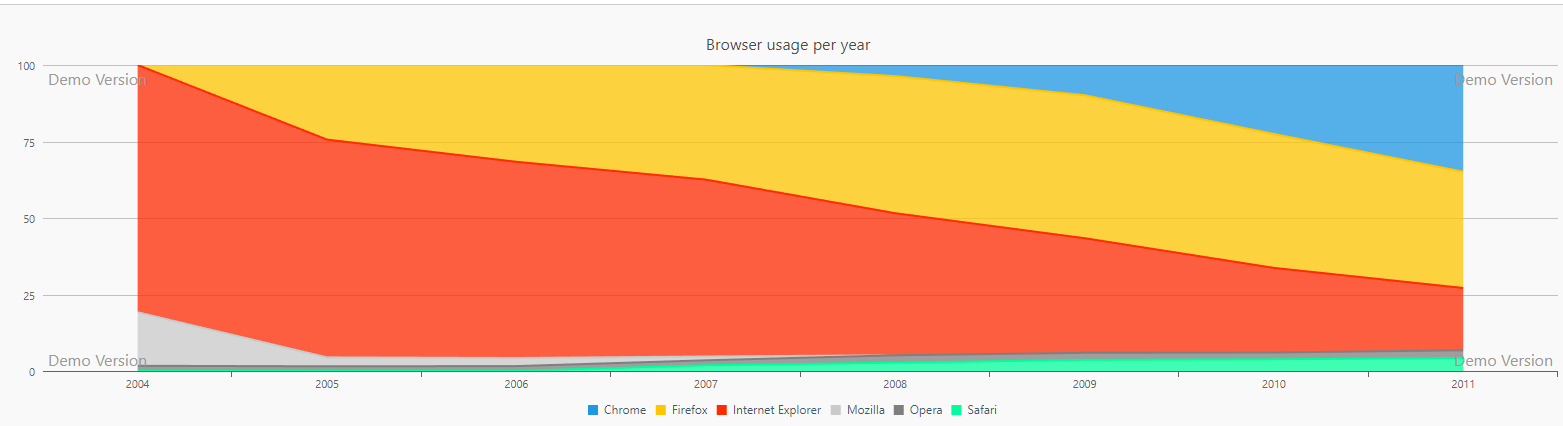 Browser usage per year
100
Demo Version
Demo Version
75
50
25
Demo Version
Demo Version
0
2004 2005 2006 2007 2008 2009 2010 2011
Chrome Firefox Internet Explorer Mozilla Opera Safari